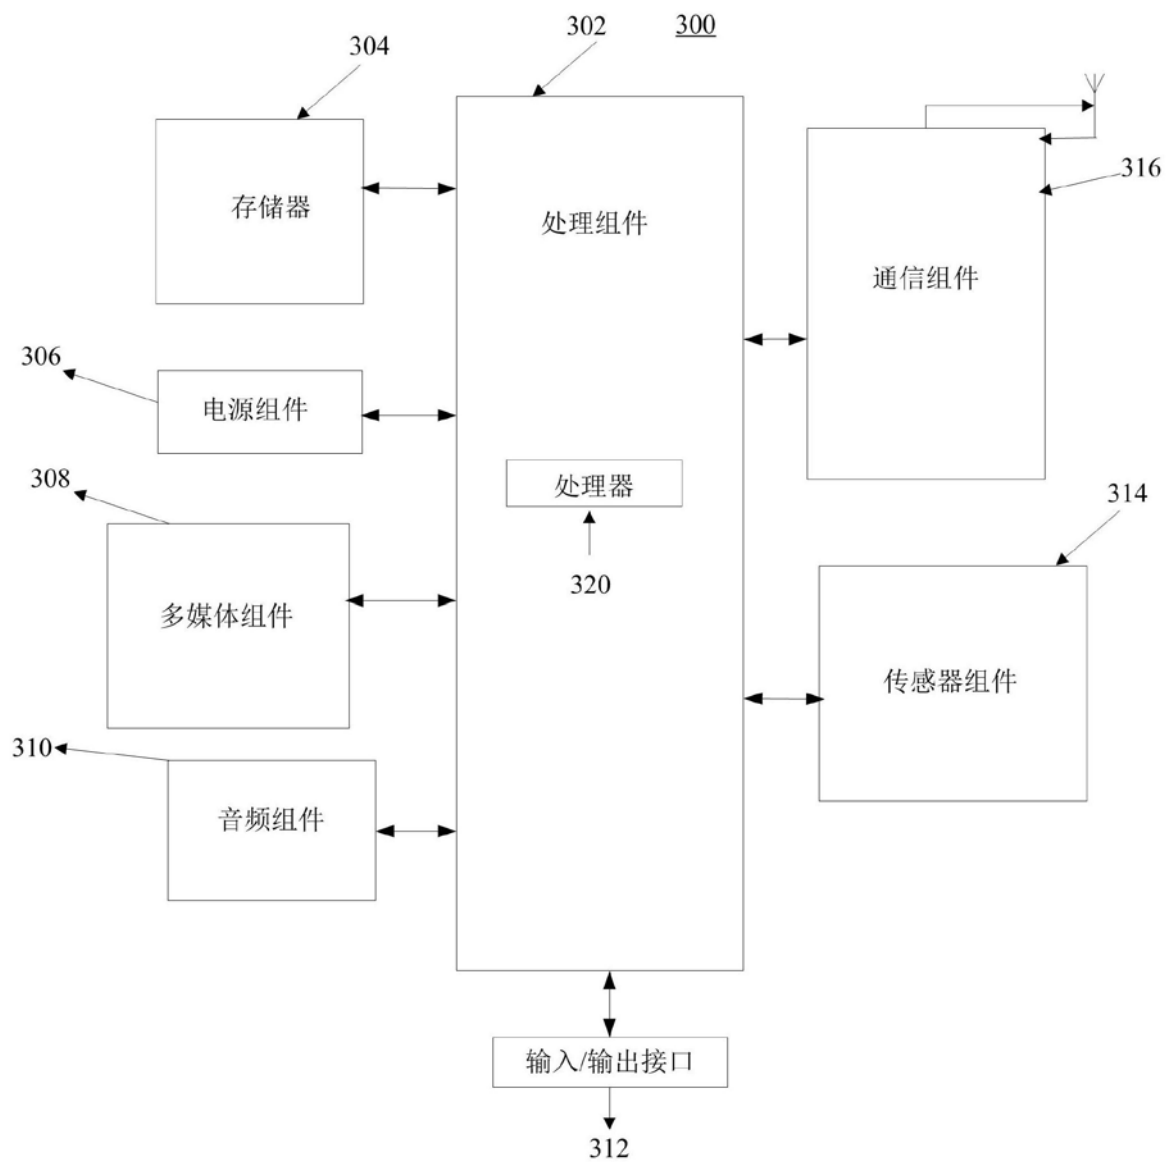 300
302
304
存储器
处理组件
316
通信组件
306
电源组件
308
处理器
320
314
多媒体组件
传感器组件
310
音频组件
输入/输出接口
312